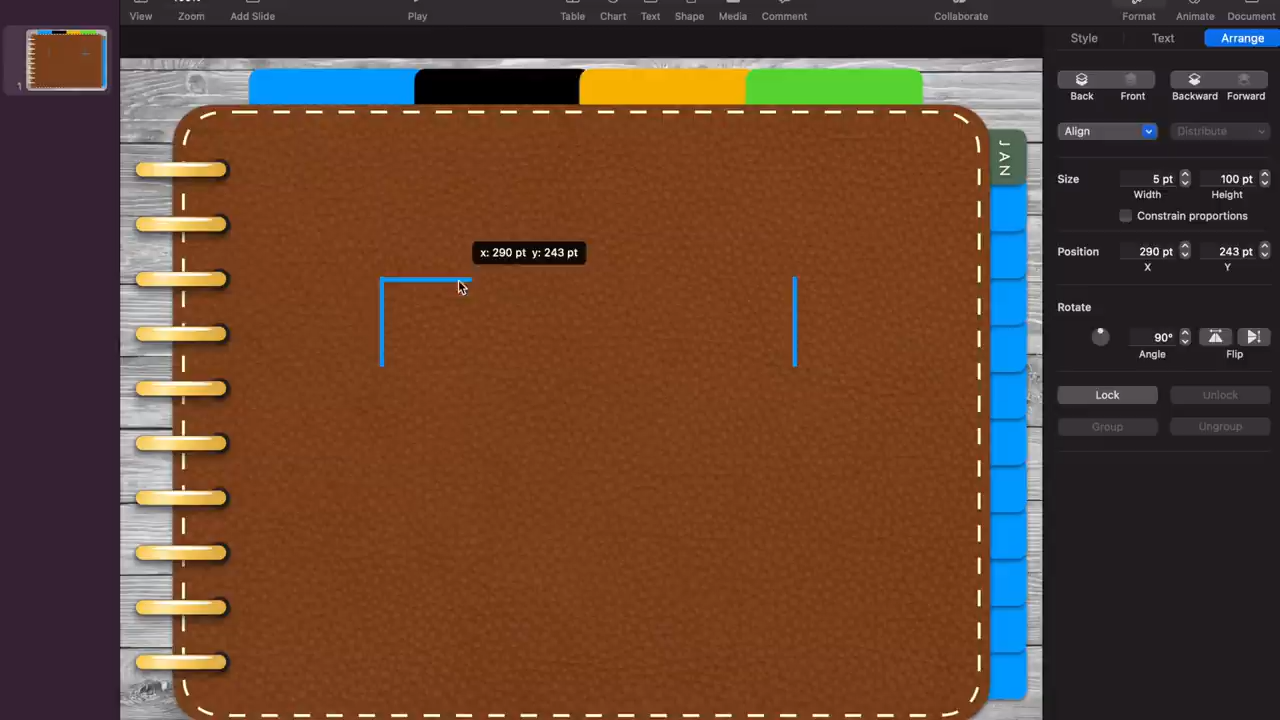 View Zoom Add Slide Play Table Chart Text Shape Media Comment Collaborate Format Animate Document
Style Text Arrange
Back Front Backward Forward
Align Distribute
Size 5 pt 100 pt
Width Height
Constrain proportions
Position 290 pt 243 pt
X Y
Rotate
90°
Angle Flip
Lock Unlock
Group Ungroup
1
JAN
x: 290 pt y: 243 pt